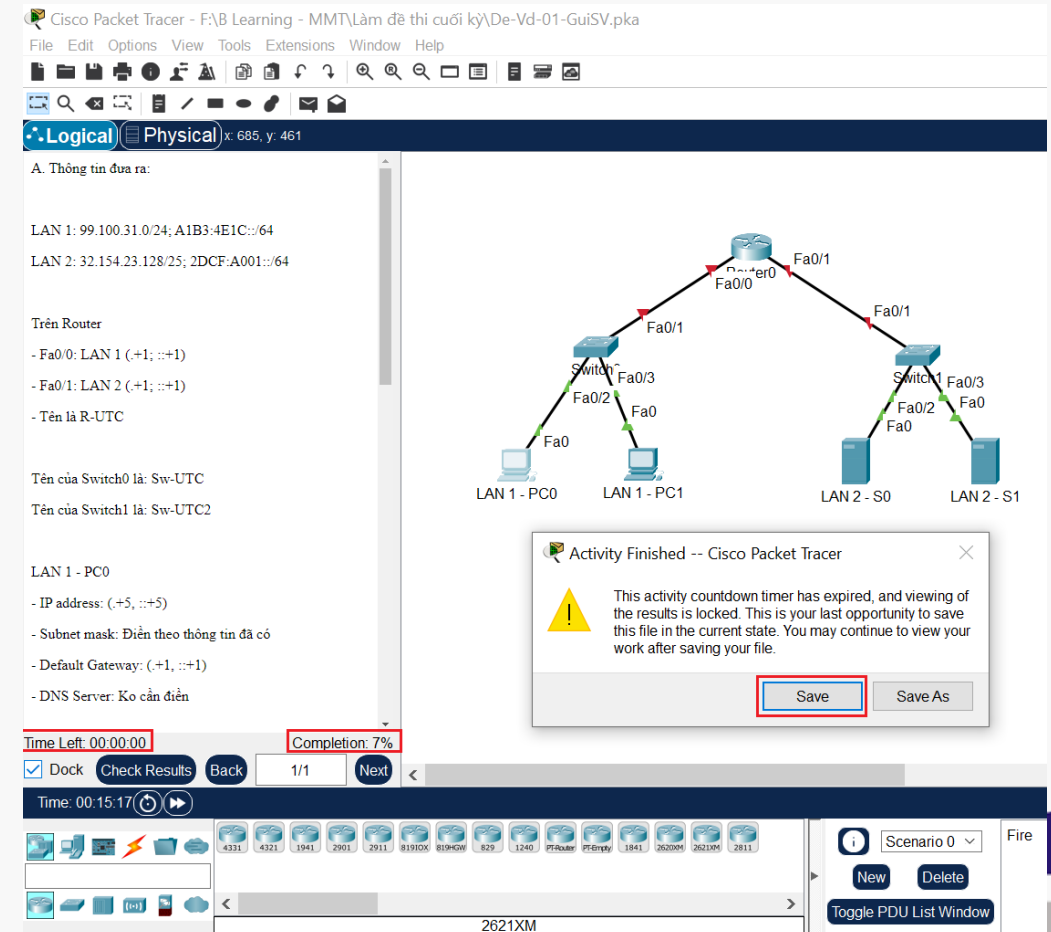 Cisco Packet Tracer - F:\B Learning - MMT\Làm đề thi cuối kỳ\De-Vd-01-GuiSV.pka
File Edit Options View Tools Extensions Window Help
Logical Physical x: 685, y: 461
A. Thông tin đưa ra:
LAN 1: 99.100.31.0/24; A1B3:4E1C::/64
LAN 2: 32.154.23.128/25; 2DCF:A001::/64
Trên Router
- Fa0/0: LAN 1 (.+1; ::+1)
- Fa0/1: LAN 2 (.+1; ::+1)
- Tên là R-UTC
Tên của Switch0 là: Sw-UTC
Tên của Switch1 là: Sw-UTC2
LAN 1 - PC0
- IP address: (.+5, ::+5)
- Subnet mask: Điền theo thông tin đã có
- Default Gateway: (.+1, ::+1)
- DNS Server: Ko cần điền
Time Left: 00:00:00 Completion: 7%
Dock Check Results Back 1/1 Next
Fa0/1
Router0
Fa0/0
Fa0/1
Fa0/1
Switch0
Fa0/3
Fa0/2
Fa0
Fa0
LAN 1 - PC0
LAN 1 - PC1
Switch1
Fa0/3
Fa0/2
Fa0
Fa0
LAN 2 - S0
LAN 2 - S1
Activity Finished -- Cisco Packet Tracer
This activity countdown timer has expired, and viewing of
the results is locked. This is your last opportunity to save
this file in the current state. You may continue to view your
work after saving your file.
Save Save As
Time: 00:15:17
4331 4321 1941 2901 2911 819IOX 819HGW 829 1240 PT-Router PT-Empty 1841 2620XM 2621XM 2811
2621XM
Scenario 0
Fire
New Delete
Toggle PDU List Window